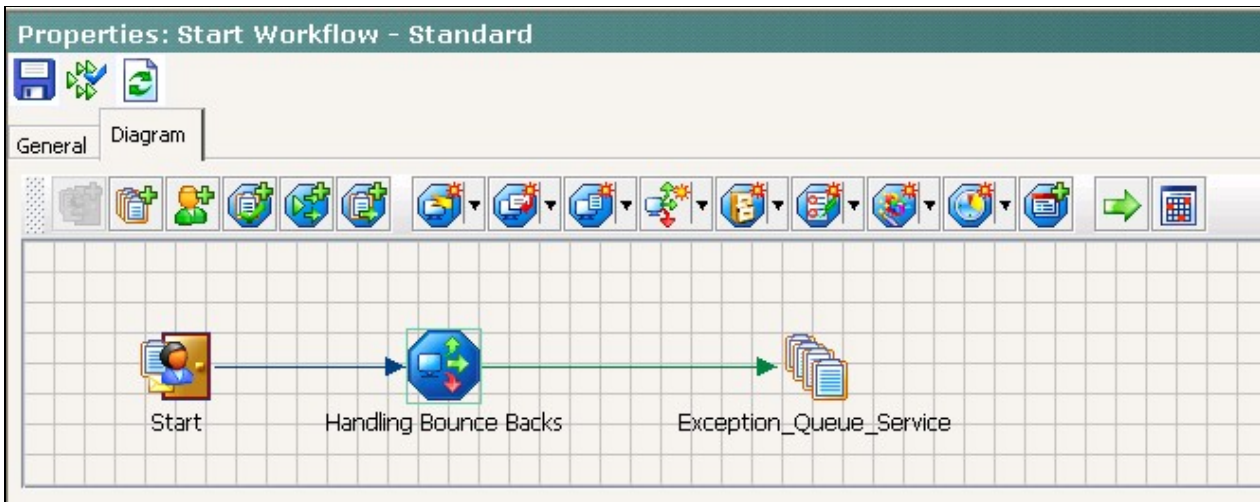 Properties: Start Workflow - Standard
General
Diagram
Start
Handling Bounce Backs
Exception_Queue_Service